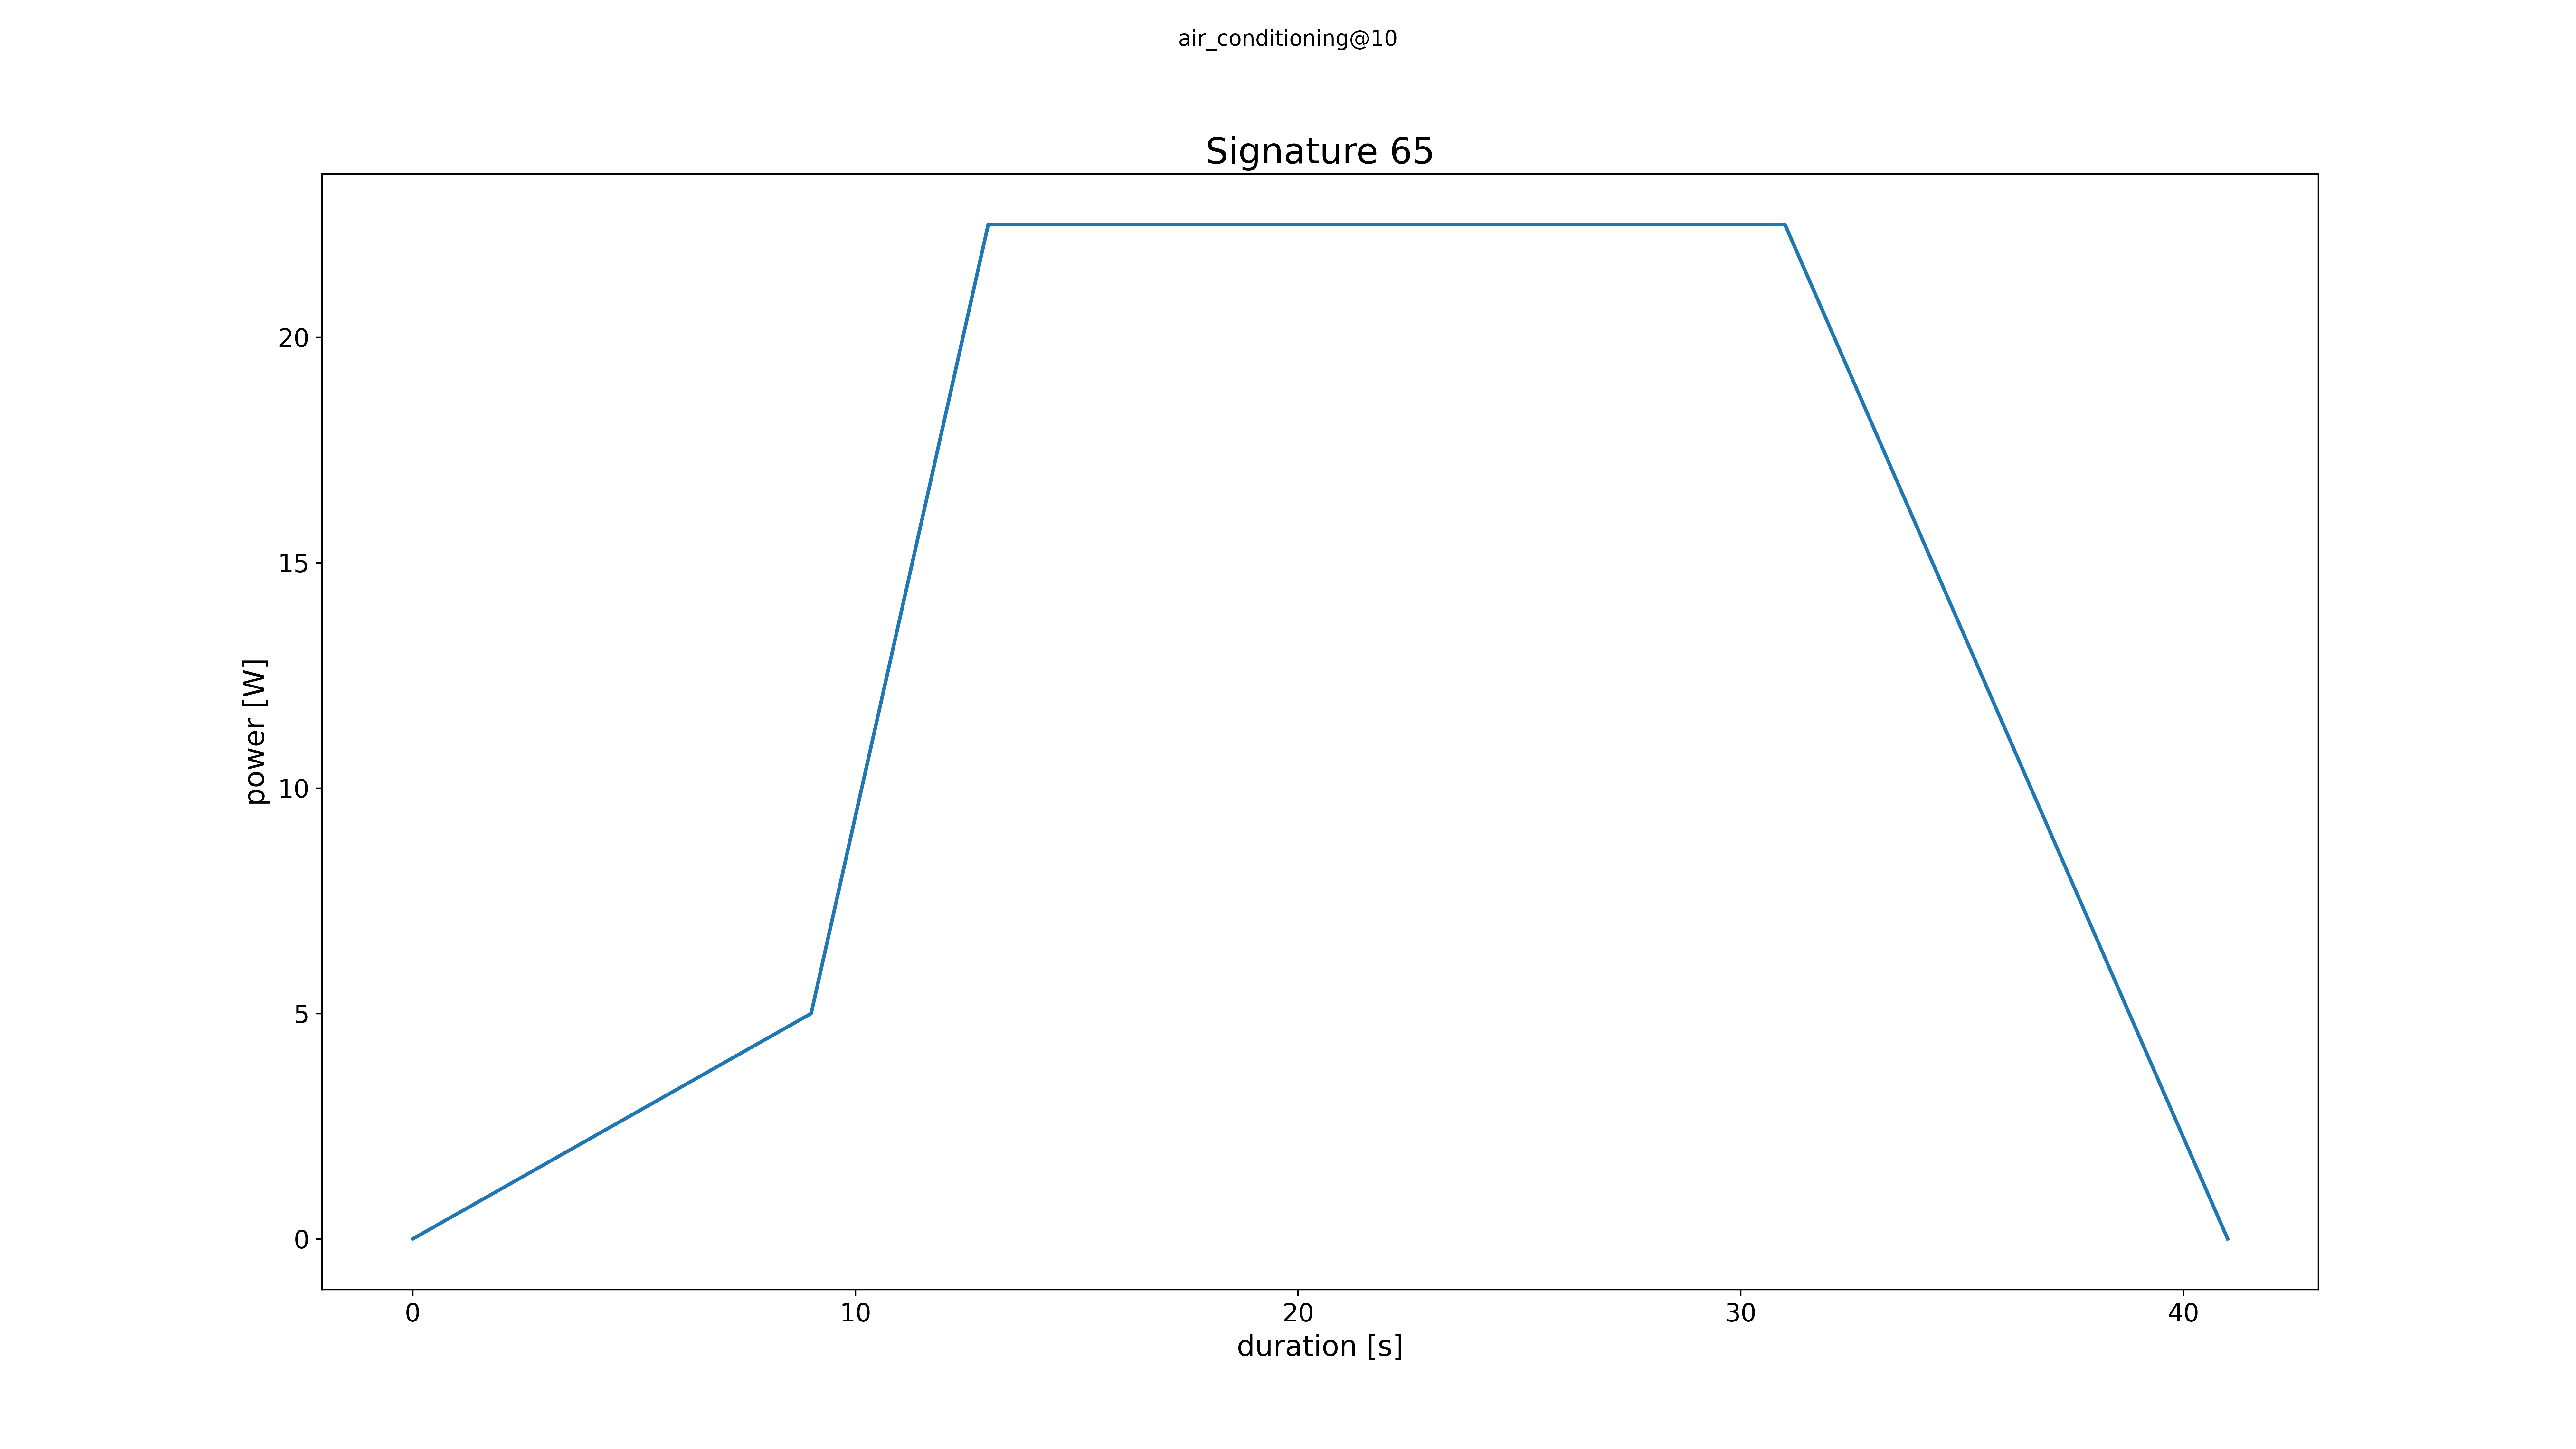 air_conditioning@10
Signature 65
power [W]
20
15
10
5
0
0 10 20 30 40
duration [s]